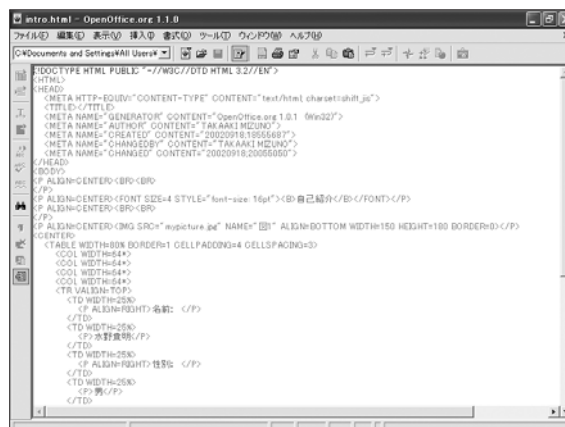 intro.html - OpenOffice.org 1.1.0
ファイル(F) 編集(E) 表示(V) 挿入(I) 書式(O) ツール(T) ウィンドウ(W) ヘルプ(H)
C:¥Documents and Settings¥All Users¥
<!DOCTYPE HTML PUBLIC "-//W3C//DTD HTML 3.2//EN">
<HTML>
<HEAD>
<META HTTP-EQUIV="CONTENT-TYPE" CONTENT="text/html; charset=shift_jis">
<TITLE></TITLE>
<META NAME="GENERATOR" CONTENT="OpenOffice.org 1.0.1 (Win32)">
<META NAME="AUTHOR" CONTENT="TAKAAKI MIZUNO">
<META NAME="CREATED" CONTENT="20020918;18555687">
<META NAME="CHANGEDBY" CONTENT="TAKAAKI MIZUNO">
<META NAME="CHANGED" CONTENT="20020918;20055050">
</HEAD>
<BODY>
<P ALIGN=CENTER><BR><BR>
</P>
<P ALIGN=CENTER><FONT SIZE=4 STYLE="font-size: 16pt"><B>自己紹介</B></FONT></P>
<P ALIGN=CENTER><BR><BR>
</P>
<P ALIGN=CENTER><IMG SRC="mypicture.jpg" NAME="図1" ALIGN=BOTTOM WIDTH=150 HEIGHT=180 BORDER=0></P>
<CENTER>
<TABLE WIDTH=80% BORDER=1 CELLPADDING=4 CELLSPACING=3>
<COL WIDTH=64*>
<COL WIDTH=64*>
<COL WIDTH=64*>
<COL WIDTH=64*>
<TR VALIGN=TOP>
<TD WIDTH=25%>
<P ALIGN=RIGHT>名前: </P>
</TD>
<TD WIDTH=25%>
<P>水野貴明</P>
</TD>
<TD WIDTH=25%>
<P ALIGN=RIGHT>性別: </P>
</TD>
<TD WIDTH=25%>
<P>男</P>
</TD>